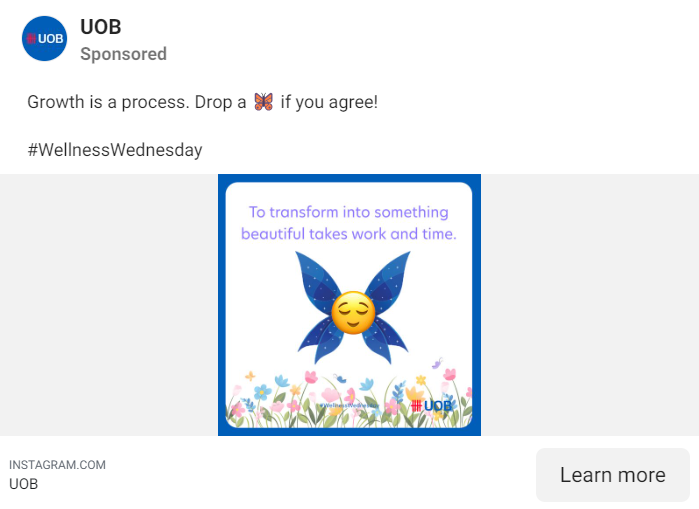 UOB
UOB
Sponsored
Growth is a process. Drop a 🦋 if you agree!
#WellnessWednesday
To transform into something
beautiful takes work and time.
#WellnessWednesday
UOB
INSTAGRAM.COM
UOB
Learn more